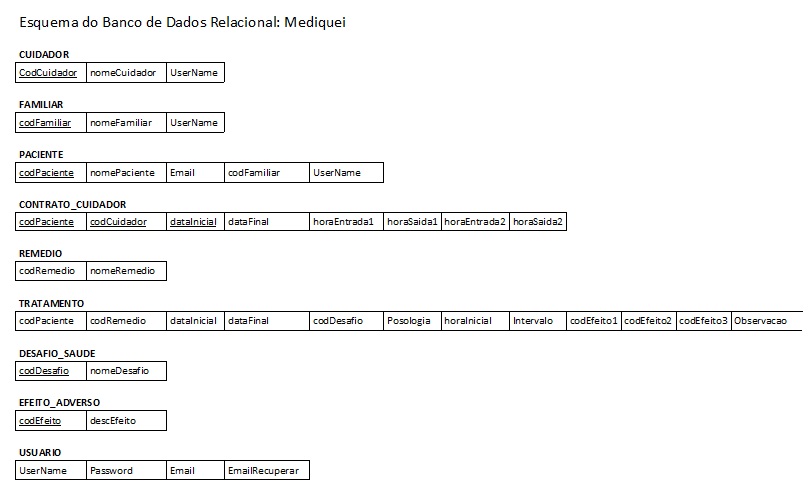 Esquema do Banco de Dados Relacional: Mediquei
CUIDADOR
CodCuidador nomeCuidador UserName
FAMILIAR
codFamiliar nomeFamiliar UserName
PACIENTE
codPaciente nomePaciente Email codFamiliar UserName
CONTRATO_CUIDADOR
codPaciente codCuidador dataInicial dataFinal horaEntrada1 horaSaida1 horaEntrada2 horaSaida2
REMEDIO
codRemedio nomeRemedio
TRATAMENTO
codPaciente codRemedio dataInicial dataFinal codDesafio Posologia horaInicial Intervalo codEfeito1 codEfeito2 codEfeito3 Observacao
DESAFIO_SAUDE
codDesafio nomeDesafio
EFEITO_ADVERSO
codEfeito descEfeito
USUARIO
UserName Password Email EmailRecuperar